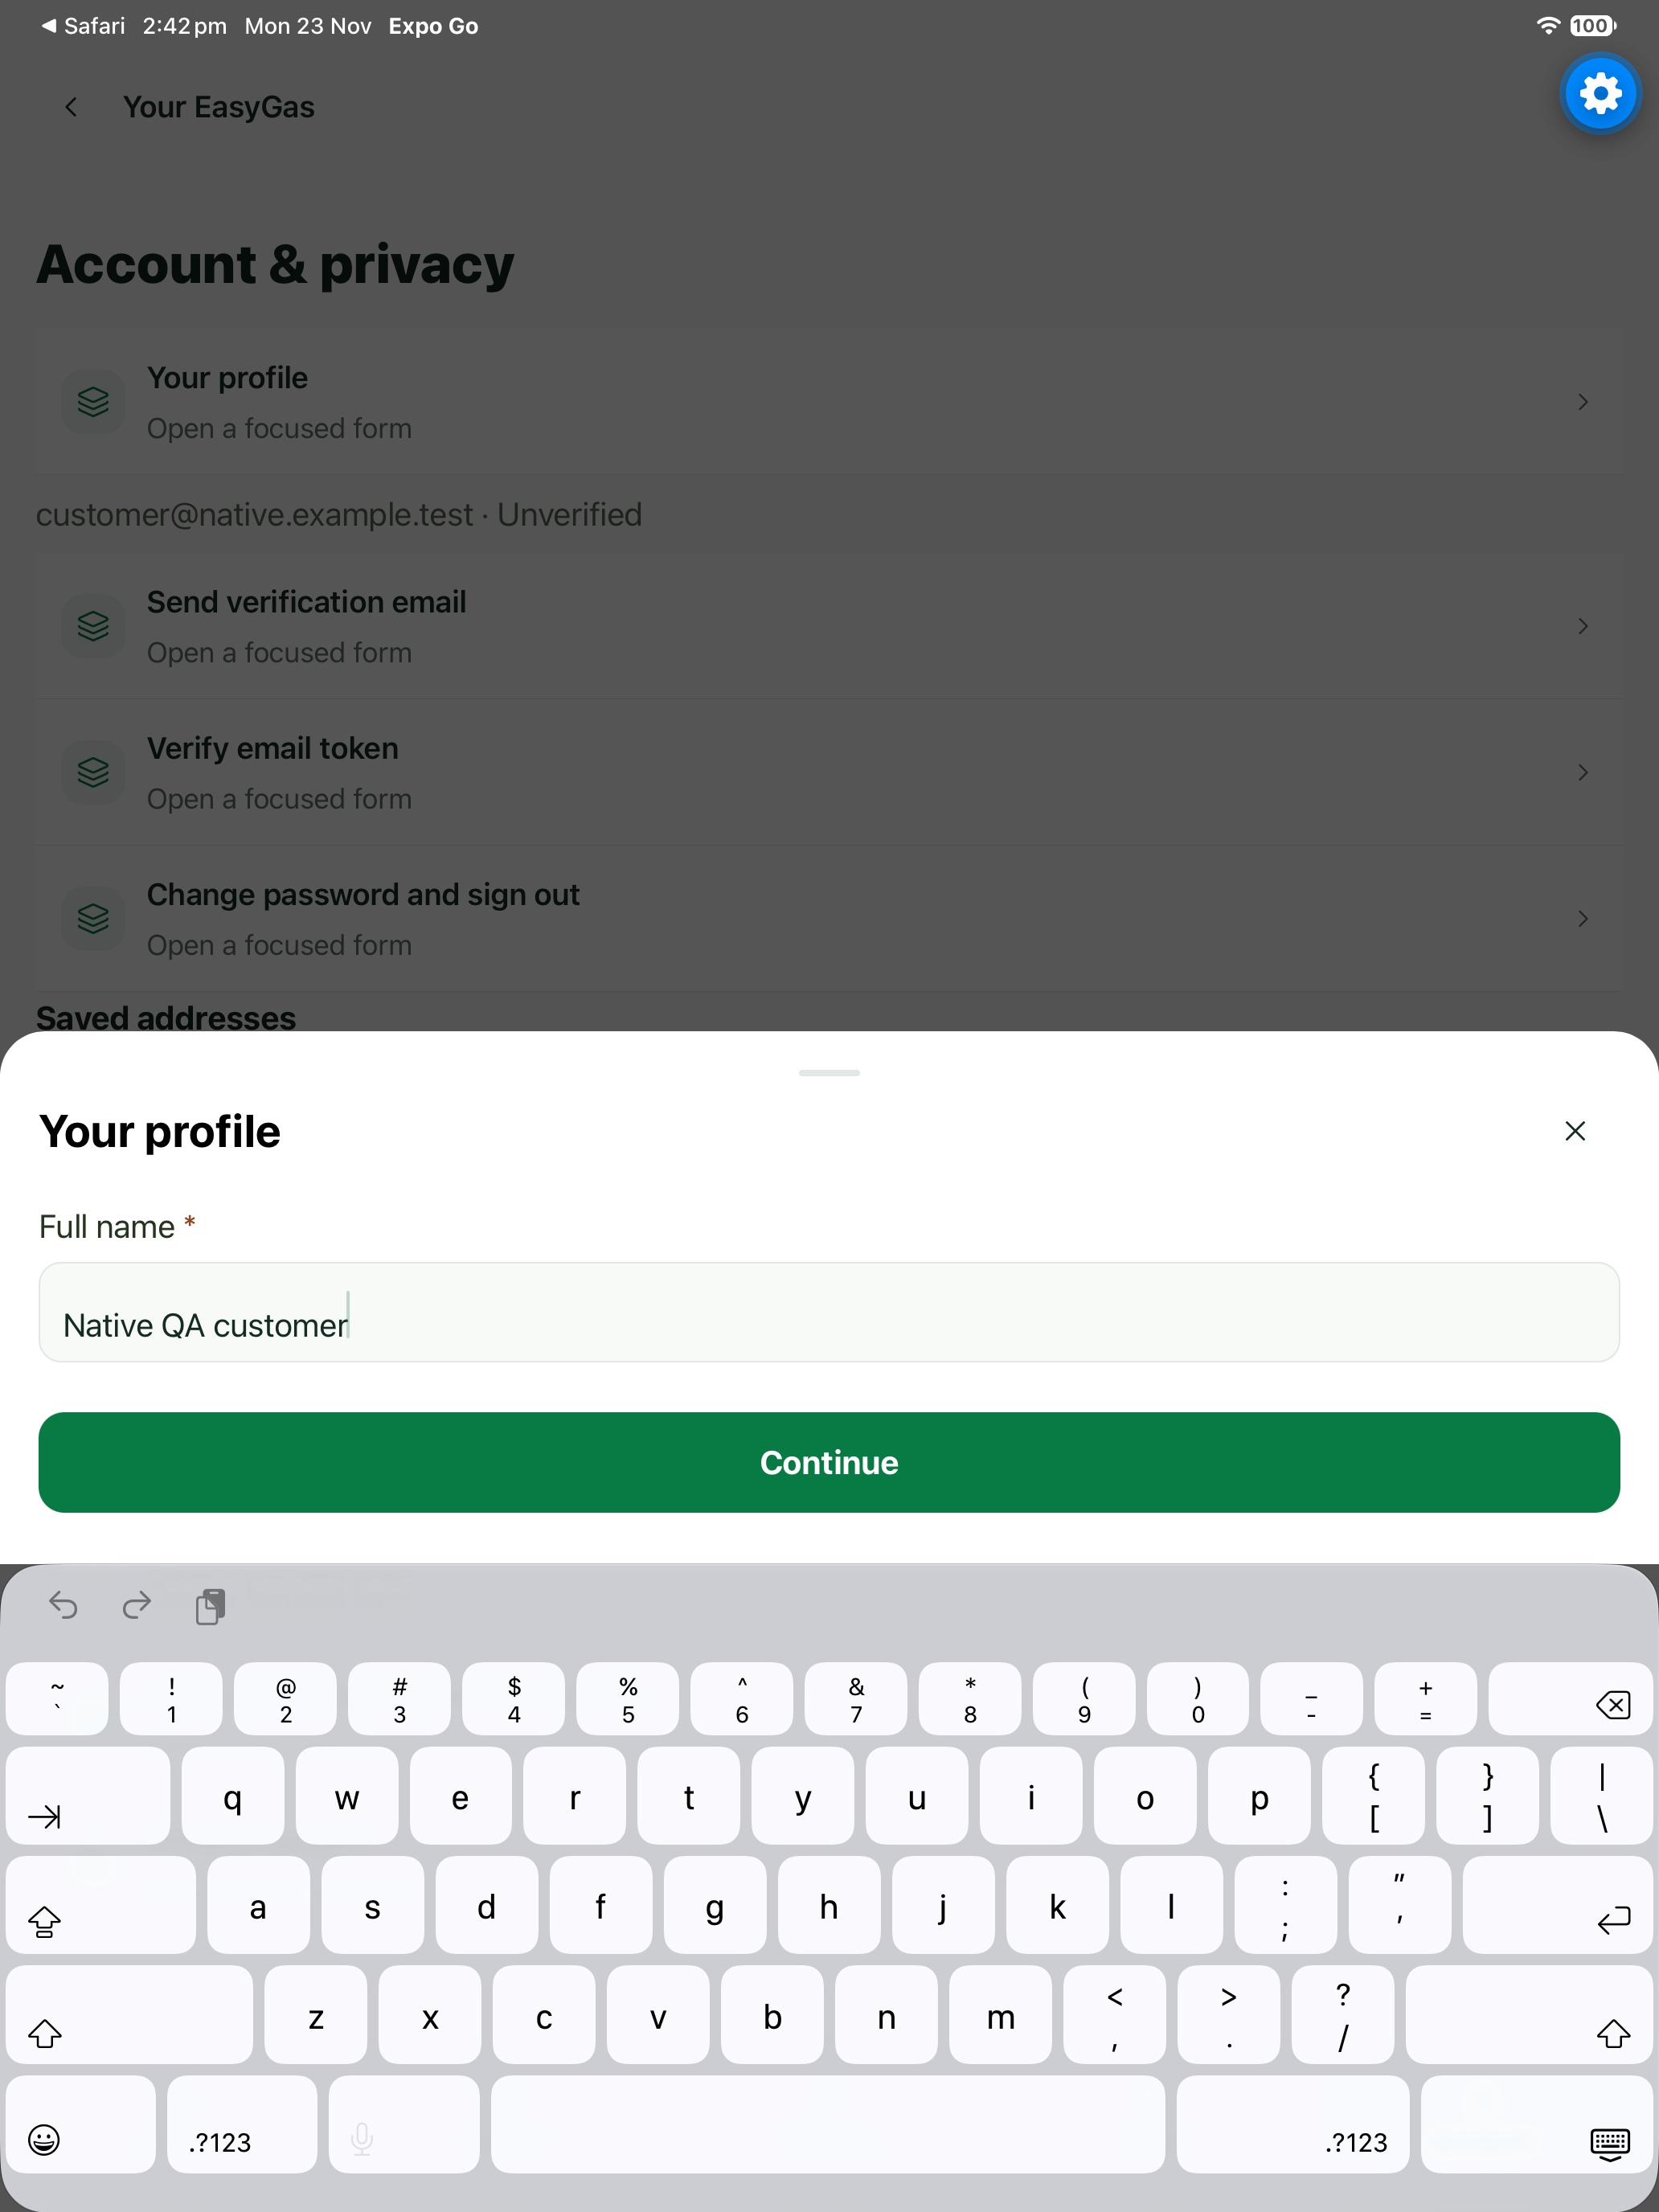 Safari 2:42 pm Mon 23 Nov Expo Go 100
Your EasyGas
Account & privacy
Your profile
Open a focused form
customer@native.example.test · Unverified
Send verification email
Open a focused form
Verify email token
Open a focused form
Change password and sign out
Open a focused form
Saved addresses
Your profile
Full name *
Native QA customer
Continue
~ ! @ # $ % ^ & * ( ) _ +
` 1 2 3 4 5 6 7 8 9 0 - =
q w e r t y u i o p { } |
[ ] \
a s d f g h j k l : "
; '
z x c v b n m < > ?
, . /
.?123 .?123